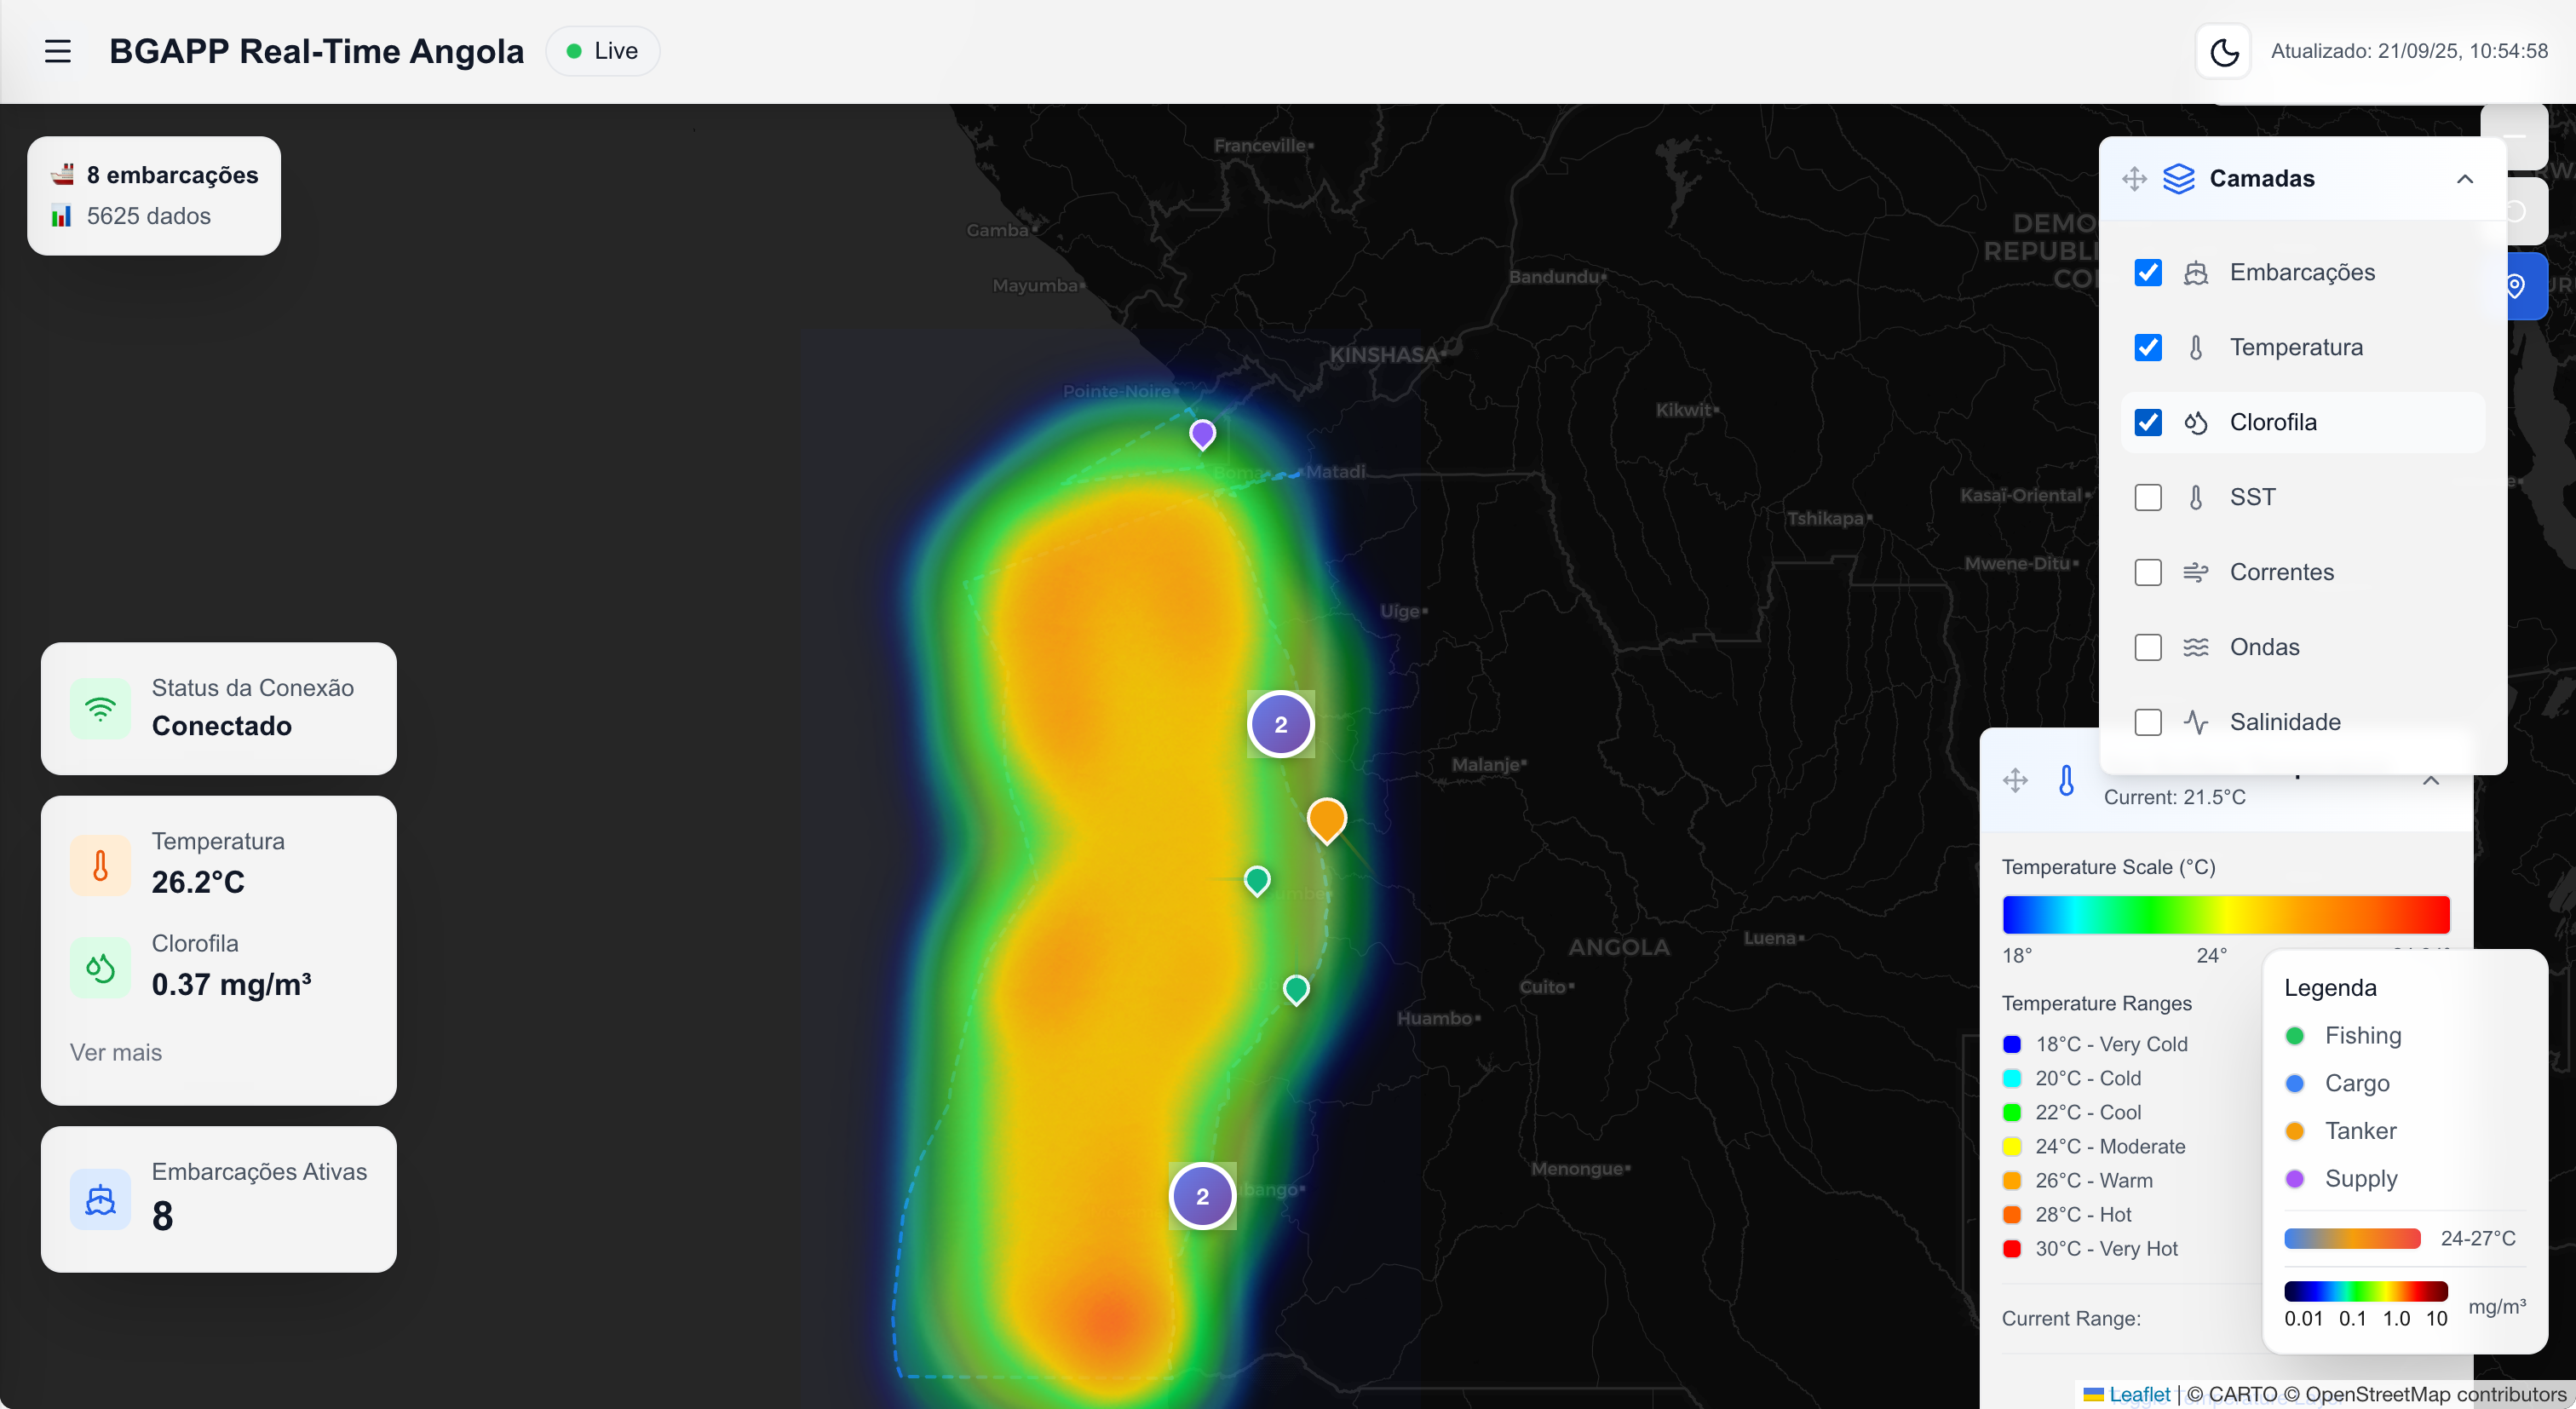 BGAPP Real-Time Angola
Live
Atualizado: 21/09/25, 10:54:58
8 embarcações
5625 dados
Status da Conexão
Conectado
Temperatura
26.2°C
Clorofila
0.37 mg/m³
Ver mais
Embarcações Ativas
8
Franceville
Gamba
Mayumba
Bandundu
KINSHASA
Pointe-Noire
Kikwit
Boma
Matadi
Kasaï-Oriental
Tshikapa
Mwene-Ditu
Uíge
2
Malanje
ANGOLA
Luena
Cuito
Huambo
Menongue
2
DEMO
REPUBLI
CO
Camadas
Embarcações
Temperatura
Clorofila
SST
Correntes
Ondas
Salinidade
Current: 21.5°C
Temperature Scale (°C)
18°
24°
Temperature Ranges
18°C - Very Cold
20°C - Cold
22°C - Cool
24°C - Moderate
26°C - Warm
28°C - Hot
30°C - Very Hot
Current Range:
Legenda
Fishing
Cargo
Tanker
Supply
24-27°C
0.01 0.1 1.0 10 mg/m³
Leaflet | © CARTO © OpenStreetMap contributors